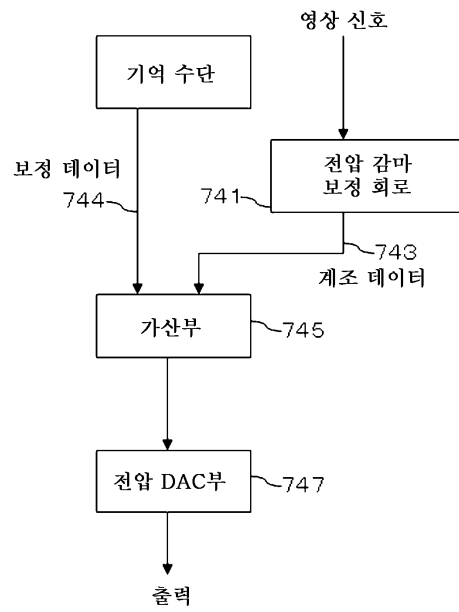 영상 신호
기억 수단
보정 데이터
744
741
전압 감마
보정 회로
743
계조 데이터
가산부
745
전압 DAC부
747
출력